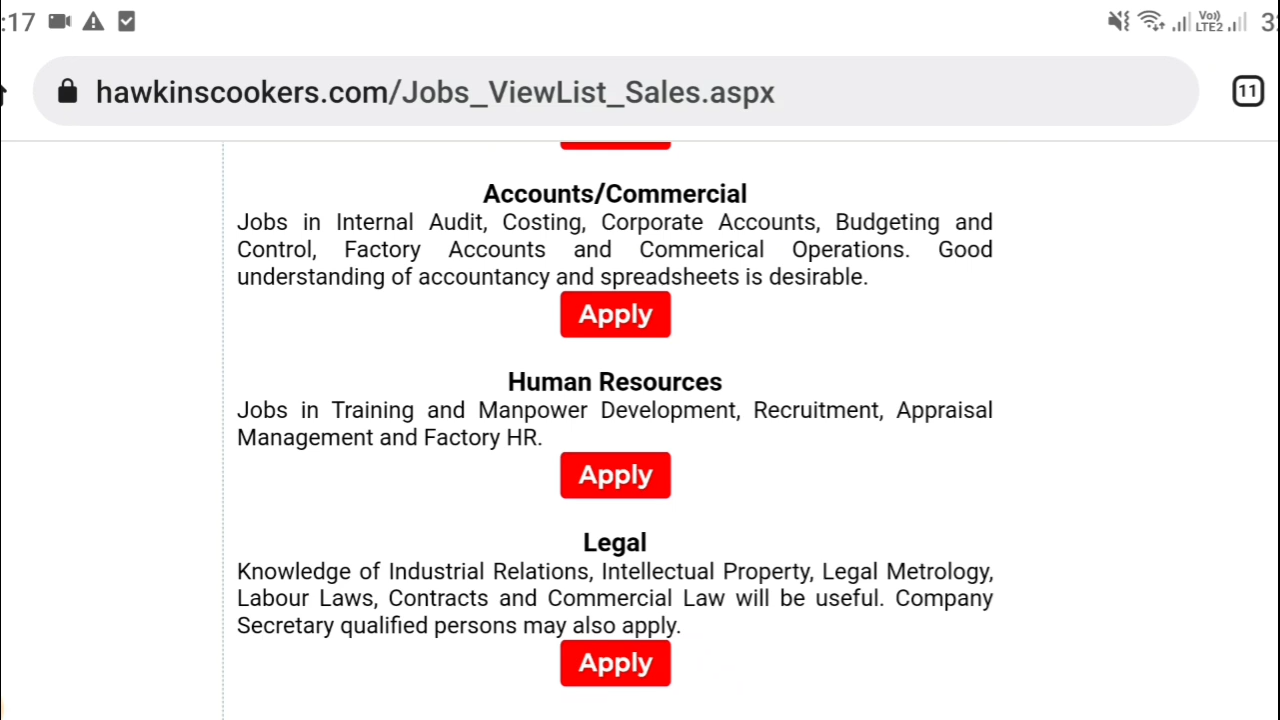 :17
Vo)) LTE2
hawkinscookers.com/Jobs_ViewList_Sales.aspx
11
Accounts/Commercial
Jobs in Internal Audit, Costing, Corporate Accounts, Budgeting and
Control, Factory Accounts and Commerical Operations. Good
understanding of accountancy and spreadsheets is desirable.
Apply
Human Resources
Jobs in Training and Manpower Development, Recruitment, Appraisal
Management and Factory HR.
Apply
Legal
Knowledge of Industrial Relations, Intellectual Property, Legal Metrology,
Labour Laws, Contracts and Commercial Law will be useful. Company
Secretary qualified persons may also apply.
Apply